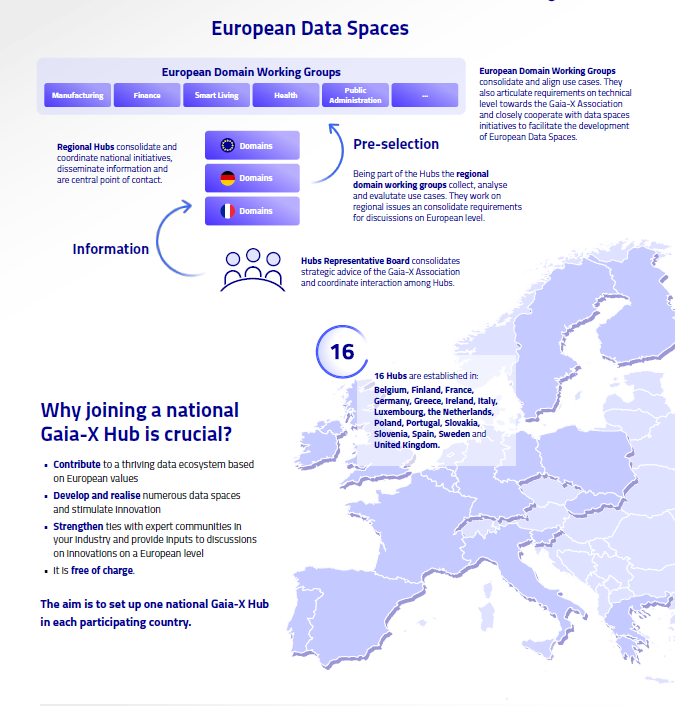 European Data Spaces
European Domain Working Groups
Manufacturing
Finance
Smart Living
Health
Public
Administration
...
European Domain Working Groups
consolidate and align use cases. They
also articulate requirements on technical
level towards the Gaia-X Association
and closely cooperate with data spaces
initiatives to facilitate the development
of European Data Spaces.
Regional Hubs consolidate and
coordinate national initiatives,
disseminate information and
are central point of contact.
Domains
Domains
Domains
Pre-selection
Being part of the Hubs the regional
domain working groups collect, analyse
and evalutate use cases. They work on
regional issues an consolidate requirements
for discuissions on European level.
Information
Hubs Representative Board consolidates
strategic advice of the Gaia-X Association
and coordinate interaction among Hubs.
16
16 Hubs are established in:
Belgium, Finland, France,
Germany, Greece, Ireland, Italy,
Luxembourg, the Netherlands,
Poland, Portugal, Slovakia,
Slovenia, Spain, Sweden and
United Kingdom.
Why joining a national
Gaia-X Hub is crucial?
▪ Contribute to a thriving data ecosystem based
on European values
▪ Develop and realise numerous data spaces
and stimulate innovation
▪ Strengthen ties with expert communities in
your industry and provide inputs to discussions
on innovations on a European level
▪ It is free of charge.
The aim is to set up one national Gaia-X Hub
in each participating country.